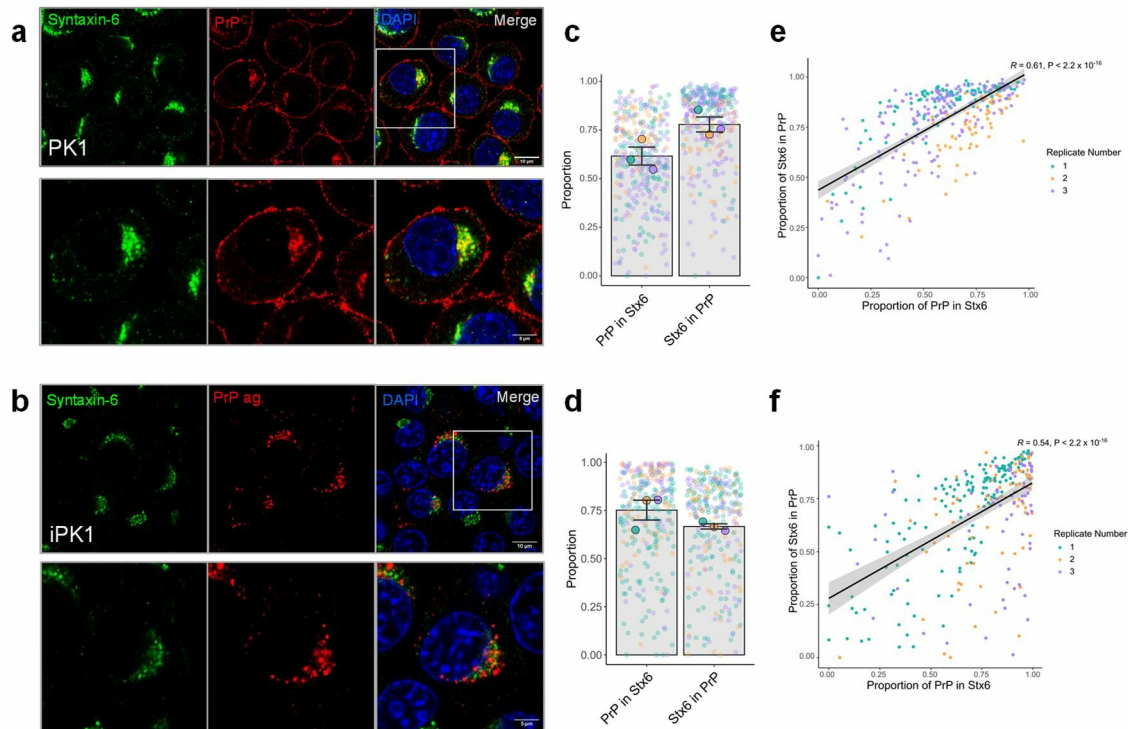 a
Syntaxin-6
PrPᶜ
DAPI
Merge
PK1
10 µm
5 µm
b
Syntaxin-6
PrP ag.
DAPI
Merge
iPK1
10 µm
5 µm
c
1.00
0.75
0.50
0.25
0.00
Proportion
PrP in Stx6
Stx6 in PrP
d
1.00
0.75
0.50
0.25
0.00
Proportion
PrP in Stx6
Stx6 in PrP
e
R = 0.61, P < 2.2 x 10⁻¹⁶
1.00
0.75
0.50
0.25
0.00
Proportion of Stx6 in PrP
0.00 0.25 0.50 0.75 1.00
Proportion of PrP in Stx6
Replicate Number
1
2
3
f
R = 0.54, P < 2.2 x 10⁻¹⁶
1.00
0.75
0.50
0.25
0.00
Proportion of Stx6 in PrP
0.00 0.25 0.50 0.75 1.00
Proportion of PrP in Stx6
Replicate Number
1
2
3